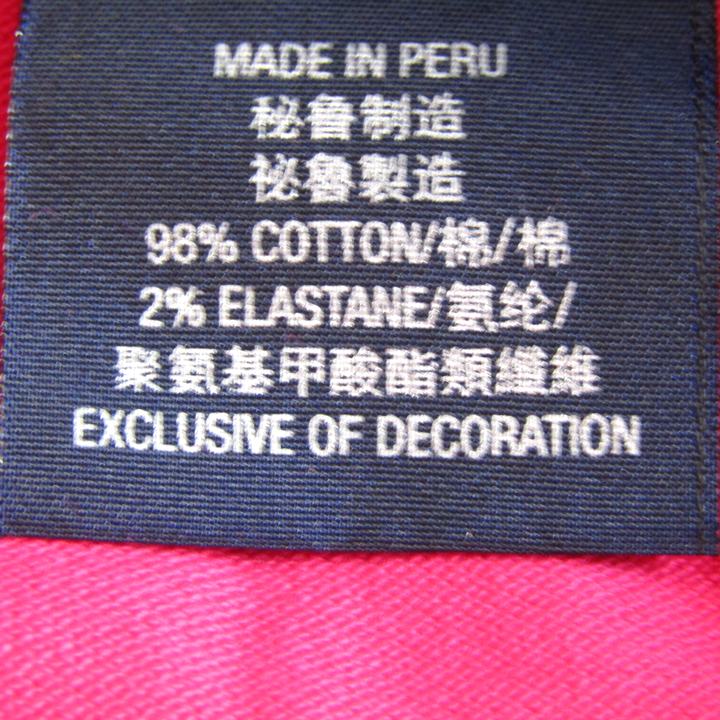 MADE IN PERU
秘鲁制造
祕魯製造
98% COTTON/棉/棉
2% ELASTANE/氨纶/
聚氨基甲酸酯類纖維
EXCLUSIVE OF DECORATION